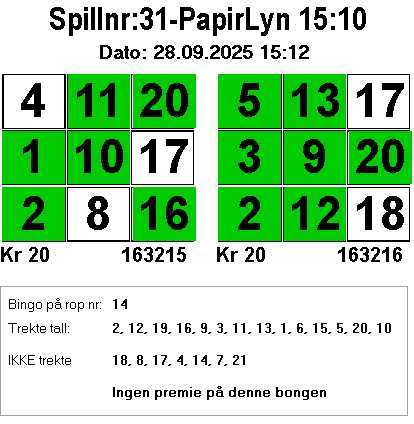 Spillnr:31-PapirLyn 15:10
Dato: 28.09.2025 15:12
4 11 20 5 13 17
1 10 17 3 9 20
2 8 16 2 12 18
Kr 20 163215 Kr 20 163216
Bingo på rop nr: 14
Trekte tall: 2, 12, 19, 16, 9, 3, 11, 13, 1, 6, 15, 5, 20, 10
IKKE trekte 18, 8, 17, 4, 14, 7, 21
Ingen premie på denne bongen